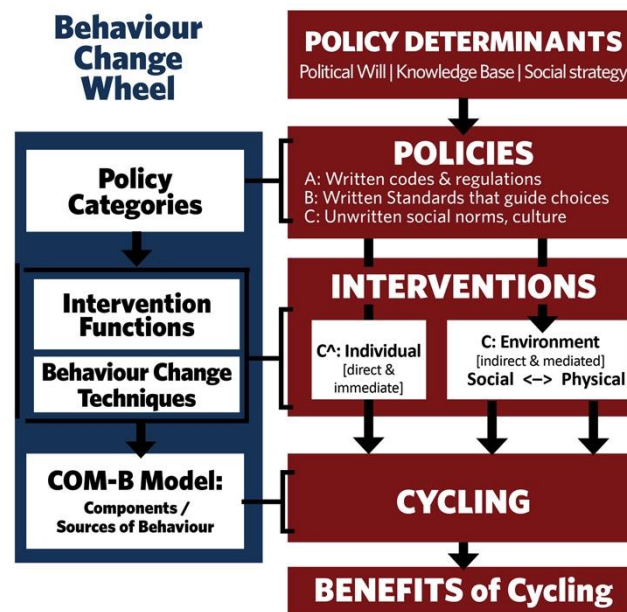 Behaviour
Change
Wheel
Policy
Categories
Intervention
Functions
Behaviour Change
Techniques
COM-B Model:
Components /
Sources of Behaviour
POLICY DETERMINANTS
Political Will | Knowledge Base | Social strategy
POLICIES
A: Written codes & regulations
B: Written Standards that guide choices
C: Unwritten social norms, culture
INTERVENTIONS
C^: Individual
[direct &
immediate]
C: Environment
[indirect & mediated]
Social <-> Physical
CYCLING
BENEFITS of Cycling